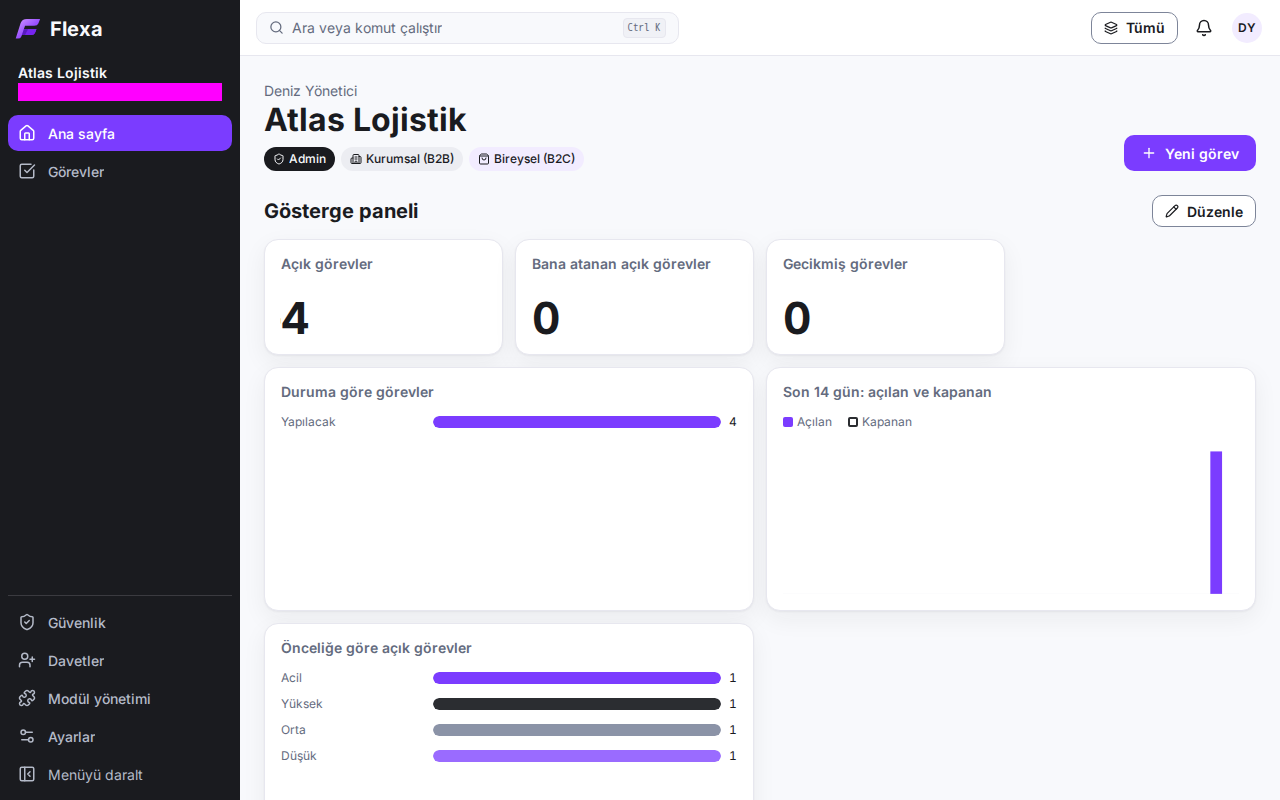 Flexa
Ara veya komut çalıştır
Ctrl K
Tümü
DY
Atlas Lojistik
Ana sayfa
Görevler
Güvenlik
Davetler
Modül yönetimi
Ayarlar
Menüyü daralt
Deniz Yönetici
Atlas Lojistik
Admin
Kurumsal (B2B)
Bireysel (B2C)
Yeni görev
Gösterge paneli
Düzenle
Açık görevler
4
Bana atanan açık görevler
0
Gecikmiş görevler
0
Duruma göre görevler
Yapılacak 4
Son 14 gün: açılan ve kapanan
Açılan Kapanan
Önceliğe göre açık görevler
Acil 1
Yüksek 1
Orta 1
Düşük 1